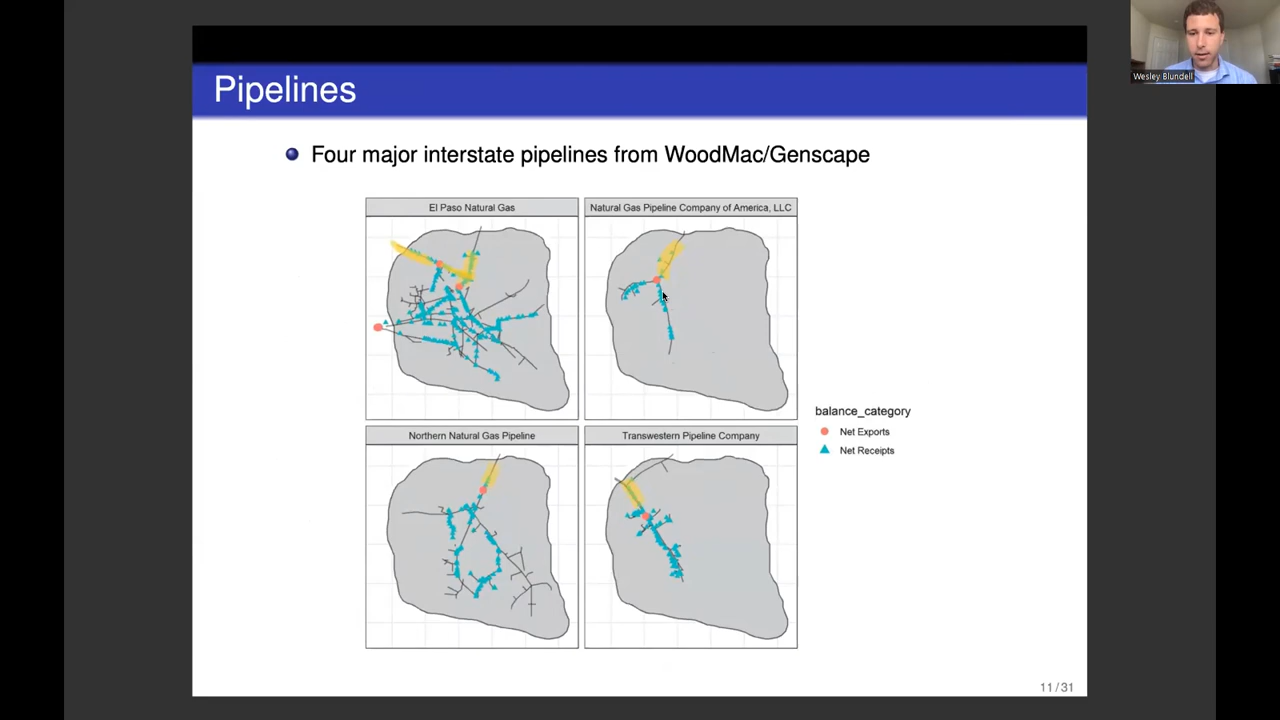 Wesley Blundell
Pipelines
Four major interstate pipelines from WoodMac/Genscape
El Paso Natural Gas
Natural Gas Pipeline Company of America, LLC
Northern Natural Gas Pipeline
Transwestern Pipeline Company
balance_category
Net Exports
Net Receipts
11 / 31